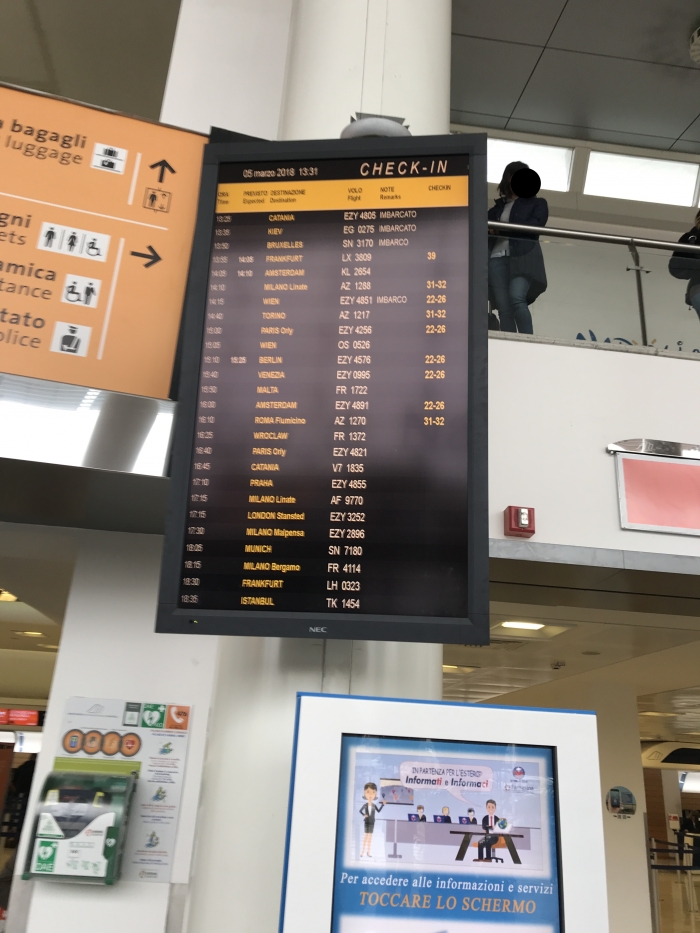 a bagagli
luggage
gni
ets
amica
tance
tato
olice
05 marzo 2018 13:31 CHECK-IN
ORA PREVISTO DESTINAZIONE VOLO NOTE CHECKIN
Time Expected Destination Flight Remarks
13:25 CATANIA EZY 4805 IMBARCATO
13:35 KIEV EG 0275 IMBARCATO
13:50 BRUXELLES SN 3170 IMBARCO
13:55 14:05 FRANKFURT LX 3809 39
14:05 14:10 AMSTERDAM KL 2654
14:10 MILANO Linate AZ 1288 31-32
14:15 WIEN EZY 4851 IMBARCO 22-26
14:40 TORINO AZ 1217 31-32
15:00 PARIS Orly EZY 4256 22-26
15:05 WIEN OS 0526
15:10 15:25 BERLIN EZY 4576 22-26
15:40 VENEZIA EZY 0995 22-26
15:50 MALTA FR 1722
16:00 AMSTERDAM EZY 4891 22-26
16:10 ROMA Fiumicino AZ 1270 31-32
16:25 WROCLAW FR 1372
16:40 PARIS Orly EZY 4821
16:45 CATANIA V7 1835
17:10 PRAHA EZY 4855
17:15 MILANO Linate AF 9770
17:15 LONDON Stansted EZY 3252
17:30 MILANO Malpensa EZY 2896
18:05 MUNICH SN 7180
18:15 MILANO Bergamo FR 4114
18:30 FRANKFURT LH 0323
18:35 ISTANBUL TK 1454
NEC
DAE
IN PARTENZA PER L'ESTERO?
Informati e Informaci
Per accedere alle informazioni e servizi
TOCCARE LO SCHERMO